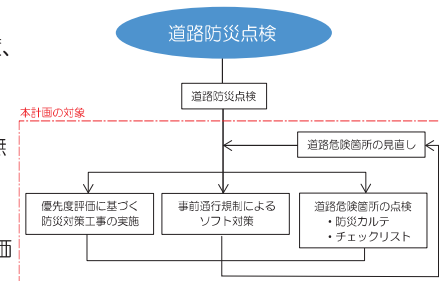 道路防災点検
、
道路防災点検
本計画の対象
無
道路危険箇所の見直し
優先度評価に基づく
防災対策工事の実施
事前通行規制による
ソフト対策
道路危険箇所の点検
・防災カルテ
・チェックリスト
価